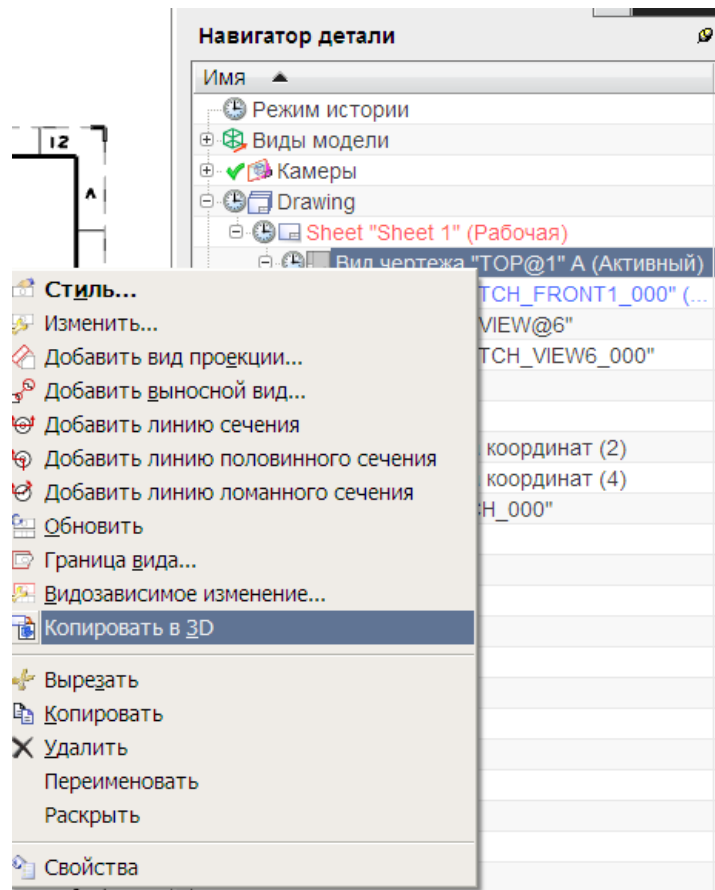 Навигатор детали
Имя
Режим истории
12
Виды модели
Камеры
A
Drawing
Sheet "Sheet 1" (Рабочая)
Вид чертежа "TOP@1" A (Активный)
Стиль...
TCH_FRONT1_000" (...
Изменить...
VIEW@6"
Добавить вид проекции...
TCH_VIEW6_000"
Добавить выносной вид...
Добавить линию сечения
Добавить линию половинного сечения
координат (2)
Добавить линию ломанного сечения
координат (4)
Обновить
CH_000"
Граница вида...
Видозависимое изменение...
Копировать в 3D
Вырезать
Копировать
Удалить
Переименовать
Раскрыть
Свойства